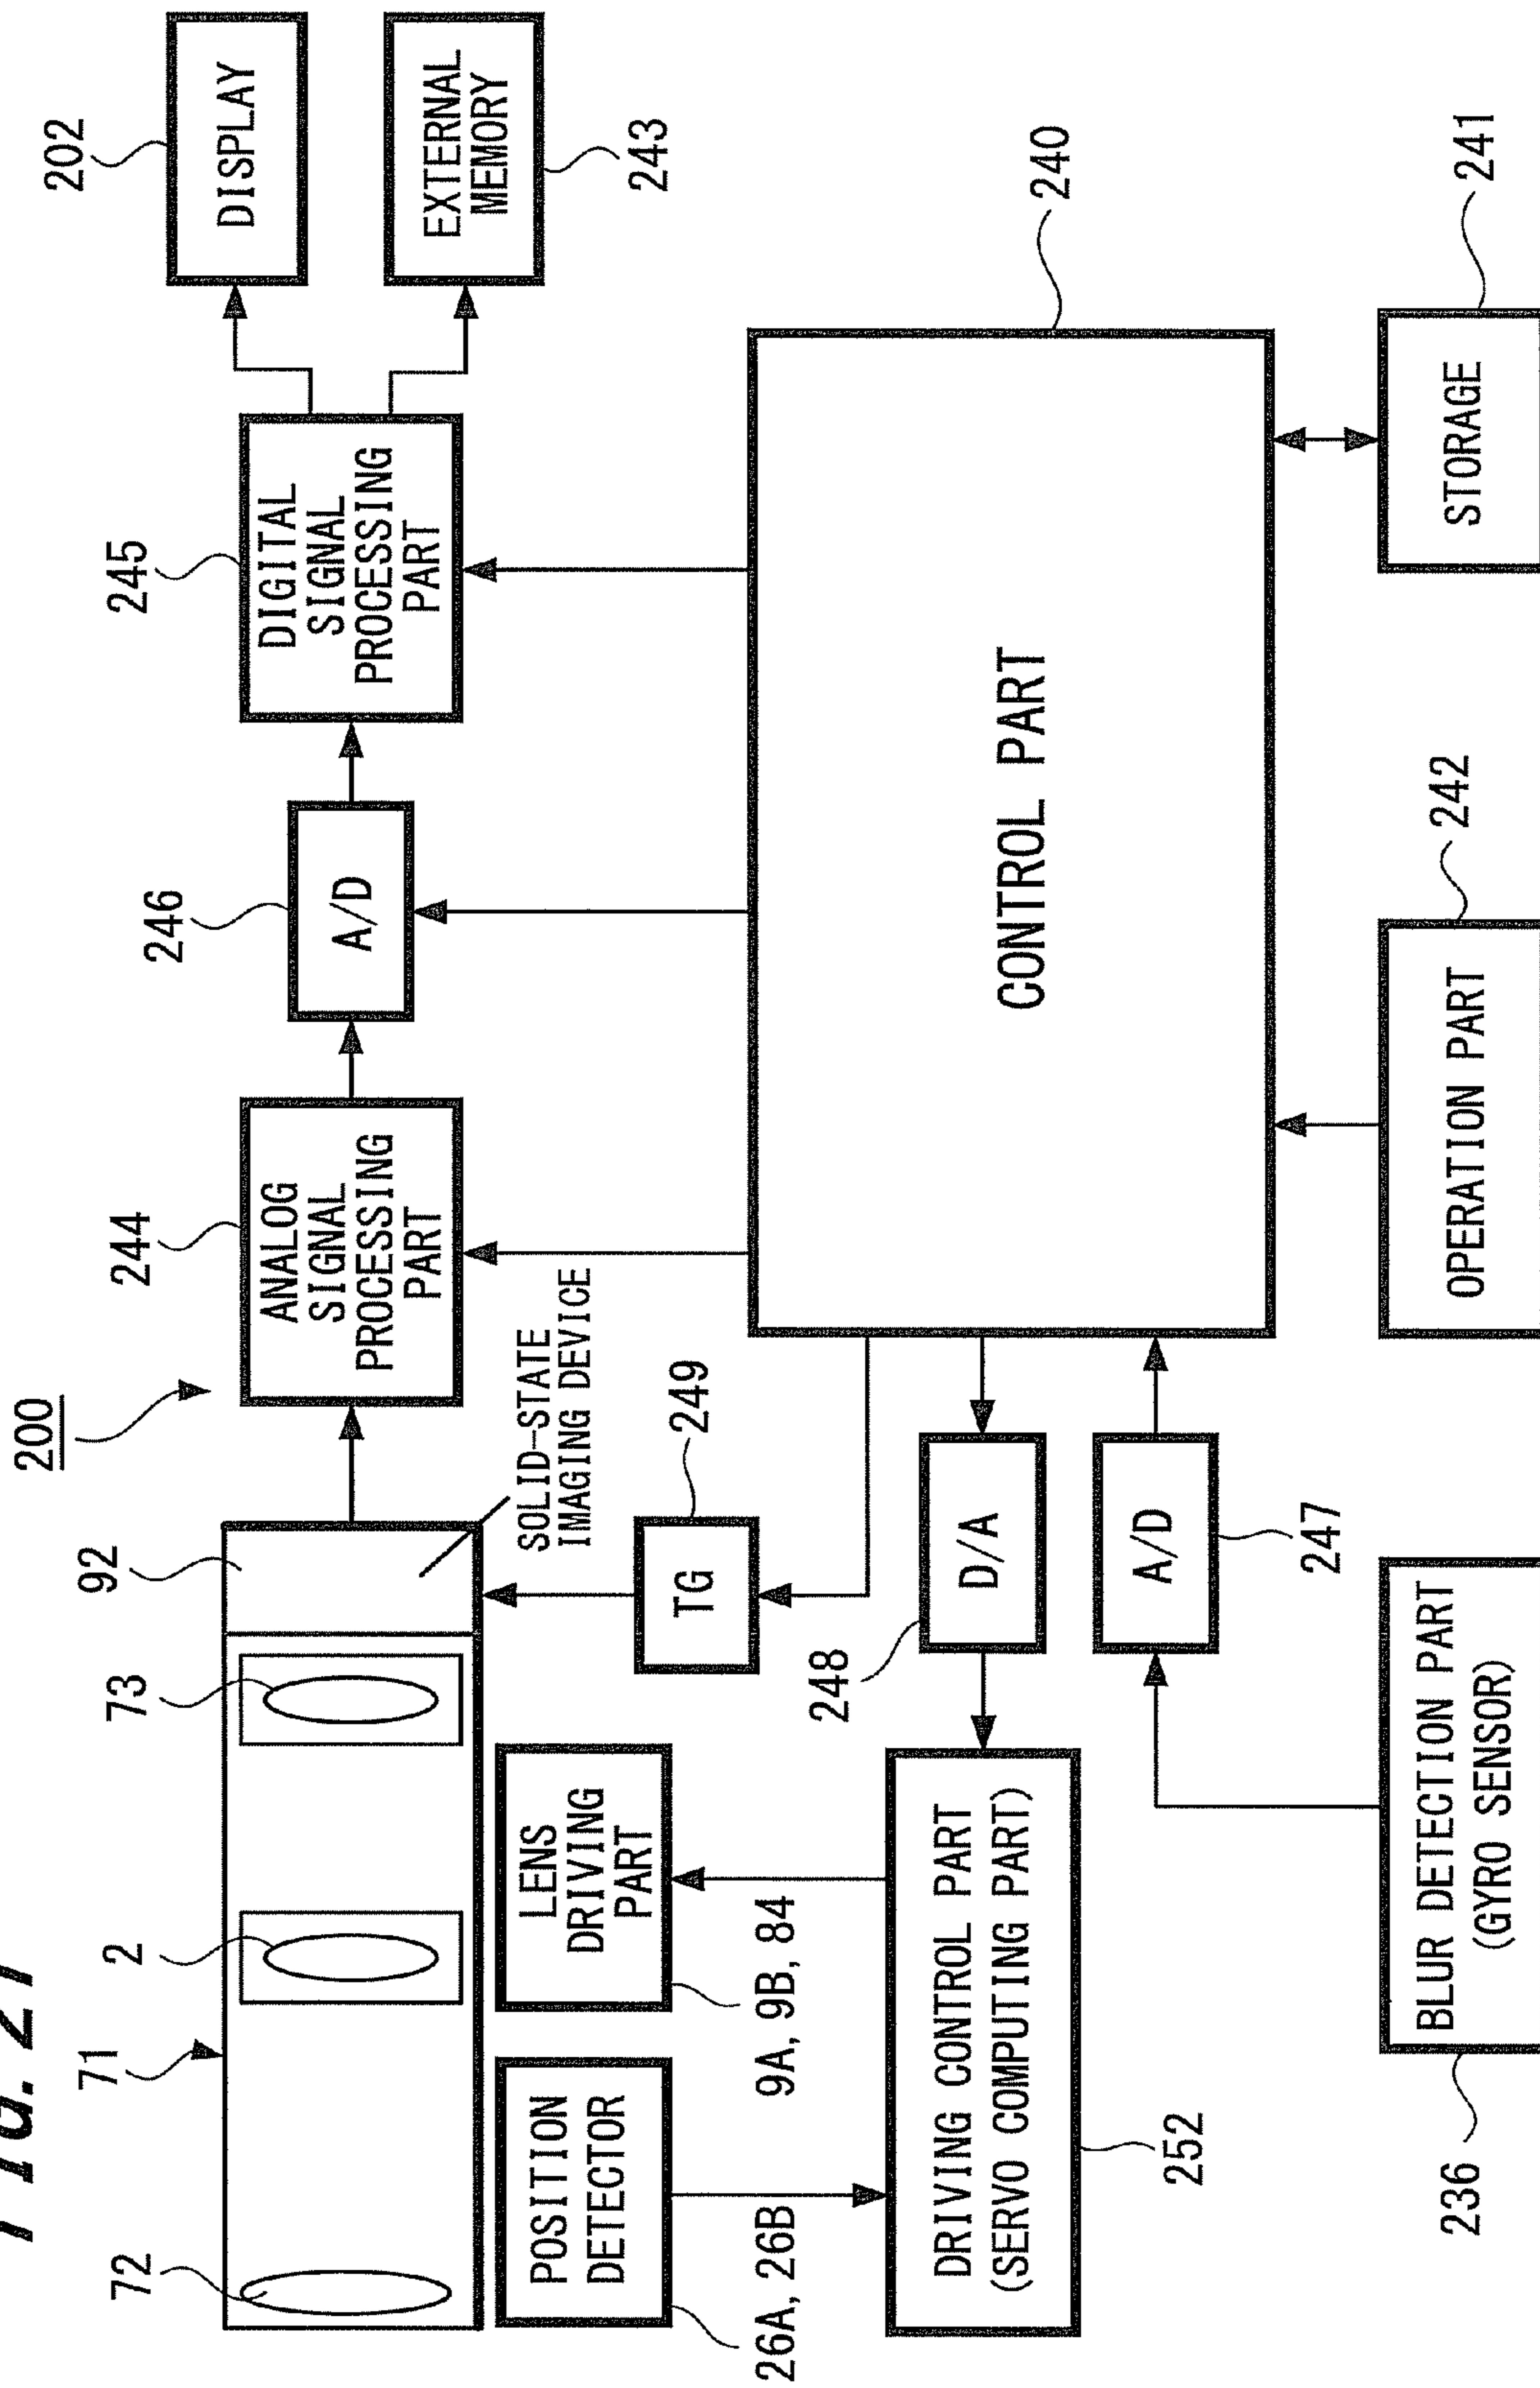 FIG. 21
200
71
72
2
73
92
SOLID-STATE
IMAGING DEVICE
244
ANALOG
SIGNAL
PROCESSING
PART
246
A/D
245
DIGITAL
SIGNAL
PROCESSING
PART
202
DISPLAY
EXTERNAL
MEMORY
243
POSITION
DETECTOR
26A, 26B
LENS
DRIVING
PART
9A, 9B, 84
TG
249
DRIVING CONTROL PART
(SERVO COMPUTING PART)
252
D/A
248
A/D
247
CONTROL PART
240
BLUR DETECTION PART
(GYRO SENSOR)
236
OPERATION PART
242
STORAGE
241